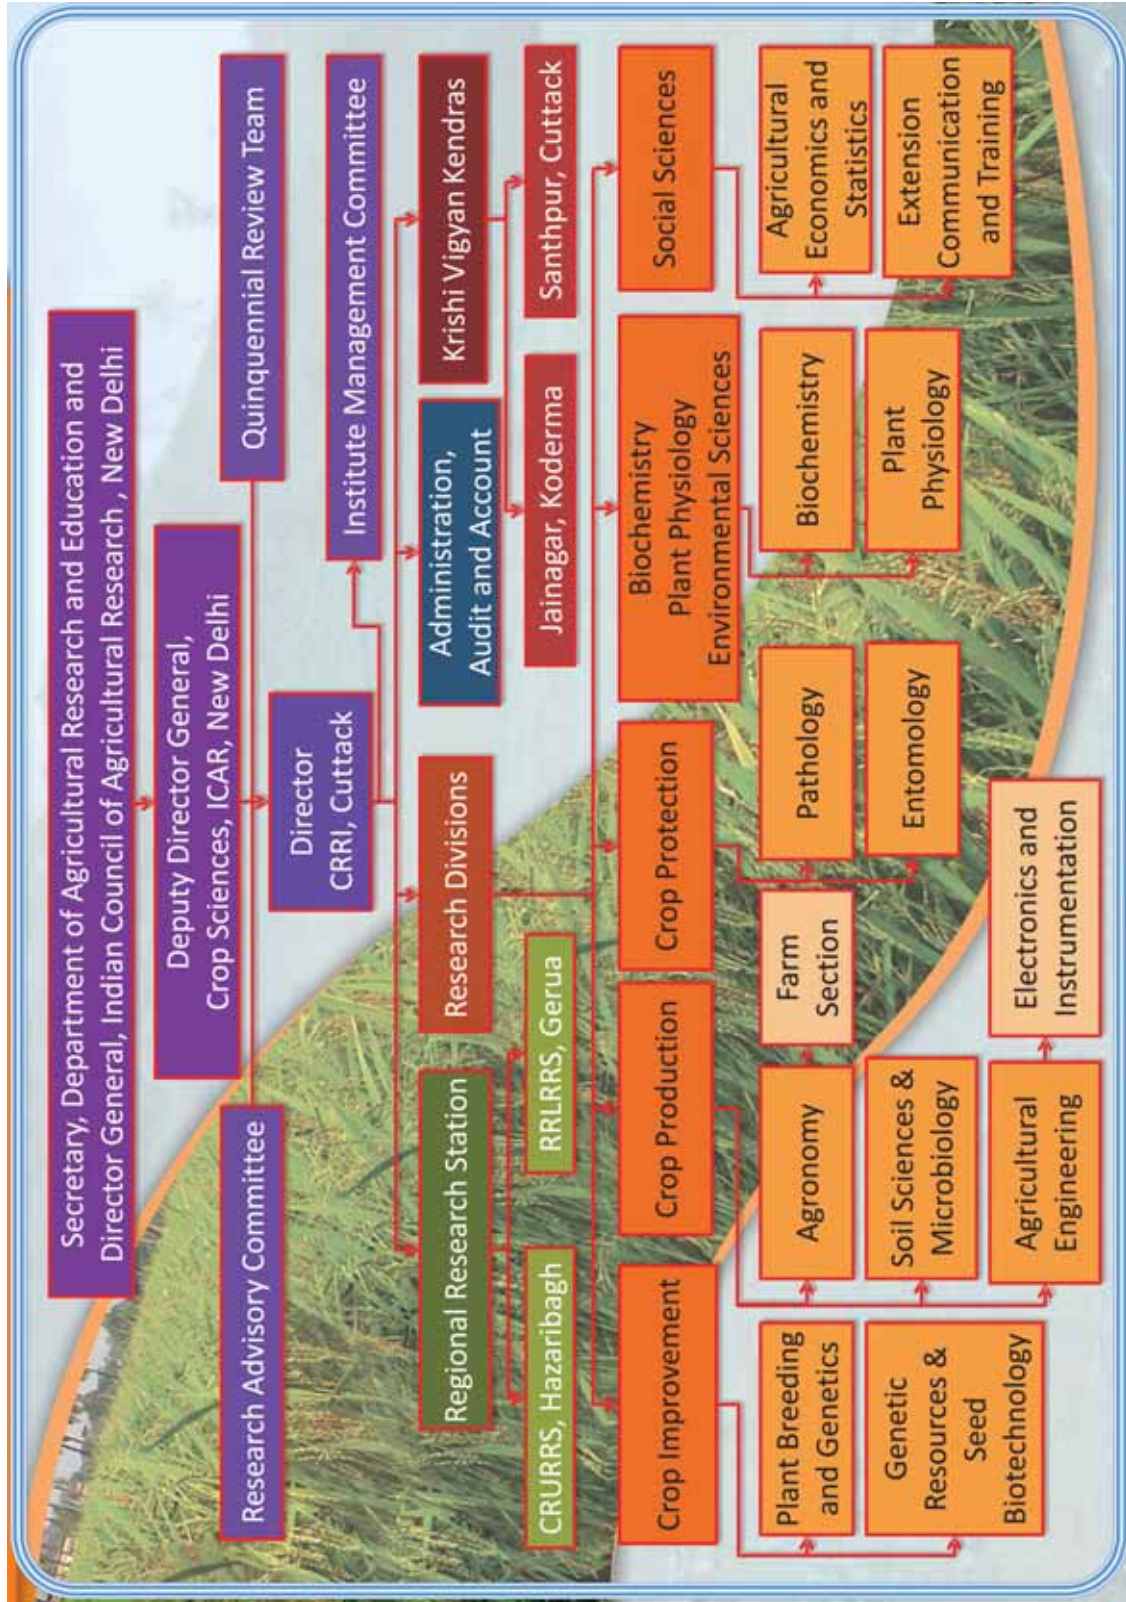 Secretary, Department of Agricultural Research and Education and
Director General, Indian Council of Agricultural Research , New Delhi
Deputy Director General,
Crop Sciences, ICAR, New Delhi
Research Advisory Committee
Quinquennial Review Team
Director
CRRI, Cuttack
Institute Management Committee
Regional Research Station
Research Divisions
Administration,
Audit and Account
Krishi Vigyan Kendras
CRURRS, Hazaribagh
RRLRRS, Gerua
Jainagar, Koderma
Santhpur, Cuttack
Crop Improvement
Crop Production
Crop Protection
Biochemistry
Plant Physiology
Environmental Sciences
Social Sciences
Plant Breeding
and Genetics
Genetic
Resources &
Seed
Biotechnology
Agronomy
Farm
Section
Soil Sciences &
Microbiology
Agricultural
Engineering
Electronics and
Instrumentation
Pathology
Entomology
Biochemistry
Plant
Physiology
Agricultural
Economics and
Statistics
Extension
Communication
and Training